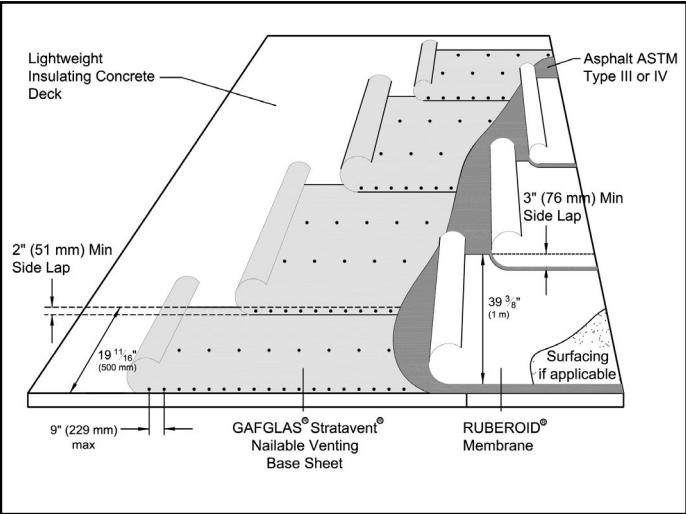 Lightweight
Insulating Concrete
Deck
Asphalt ASTM
Type III or IV
3" (76 mm) Min
Side Lap
2" (51 mm) Min
Side Lap
39 3/8"
(1 m)
19 11/16"
(500 mm)
Surfacing
if applicable
9" (229 mm)
max
GAFGLAS® Stratavent®
Nailable Venting
Base Sheet
RUBEROID®
Membrane